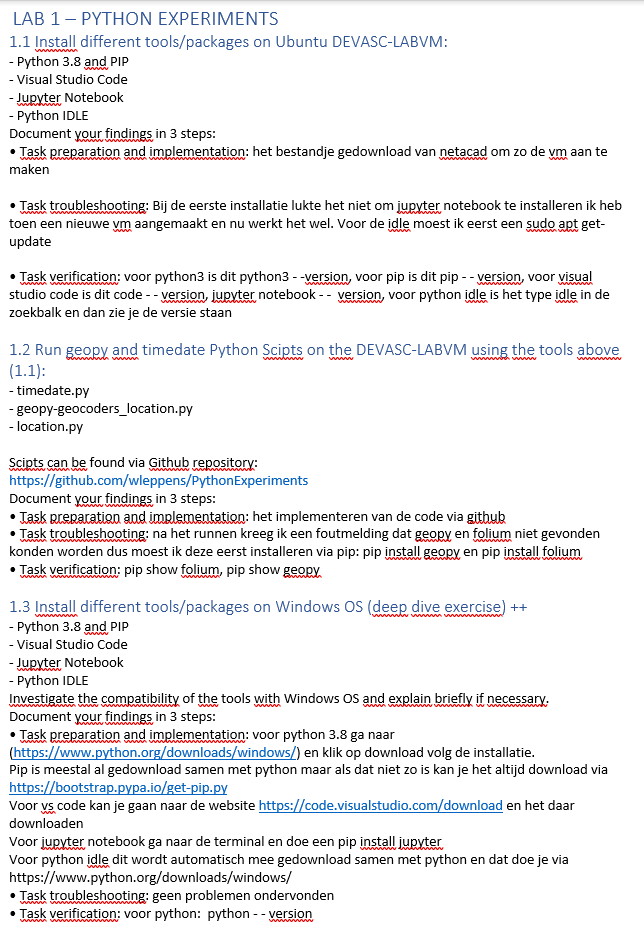 LAB 1 – PYTHON EXPERIMENTS
1.1 Install different tools/packages on Ubuntu DEVASC-LABVM:
- Python 3.8 and PIP
- Visual Studio Code
- Jupyter Notebook
- Python IDLE
Document your findings in 3 steps:
• Task preparation and implementation: het bestandje gedownload van netacad om zo de vm aan te
maken
• Task troubleshooting: Bij de eerste installatie lukte het niet om jupyter notebook te installeren ik heb
toen een nieuwe vm aangemaakt en nu werkt het wel. Voor de idle moest ik eerst een sudo apt get-
update
• Task verification: voor python3 is dit python3 - -version, voor pip is dit pip - - version, voor visual
studio code is dit code - - version, jupyter notebook - -  version, voor python idle is het type idle in de
zoekbalk en dan zie je de versie staan
1.2 Run geopy and timedate Python Scipts on the DEVASC-LABVM using the tools above
(1.1):
- timedate.py
- geopy-geocoders_location.py
- location.py
Scipts can be found via Github repository:
https://github.com/wleppens/PythonExperiments
Document your findings in 3 steps:
• Task preparation and implementation: het implementeren van de code via github
• Task troubleshooting: na het runnen kreeg ik een foutmelding dat geopy en folium niet gevonden
konden worden dus moest ik deze eerst installeren via pip: pip install geopy en pip install folium
• Task verification: pip show folium, pip show geopy
1.3 Install different tools/packages on Windows OS (deep dive exercise) ++
- Python 3.8 and PIP
- Visual Studio Code
- Jupyter Notebook
- Python IDLE
Investigate the compatibility of the tools with Windows OS and explain briefly if necessary.
Document your findings in 3 steps:
• Task preparation and implementation: voor python 3.8 ga naar
(https://www.python.org/downloads/windows/) en klik op download volg de installatie.
Pip is meestal al gedownload samen met python maar als dat niet zo is kan je het altijd download via
https://bootstrap.pypa.io/get-pip.py
Voor vs code kan je gaan naar de website https://code.visualstudio.com/download en het daar
downloaden
Voor jupyter notebook ga naar de terminal en doe een pip install jupyter
Voor python idle dit wordt automatisch mee gedownload samen met python en dat doe je via
https://www.python.org/downloads/windows/
• Task troubleshooting: geen problemen ondervonden
• Task verification: voor python:  python - - version